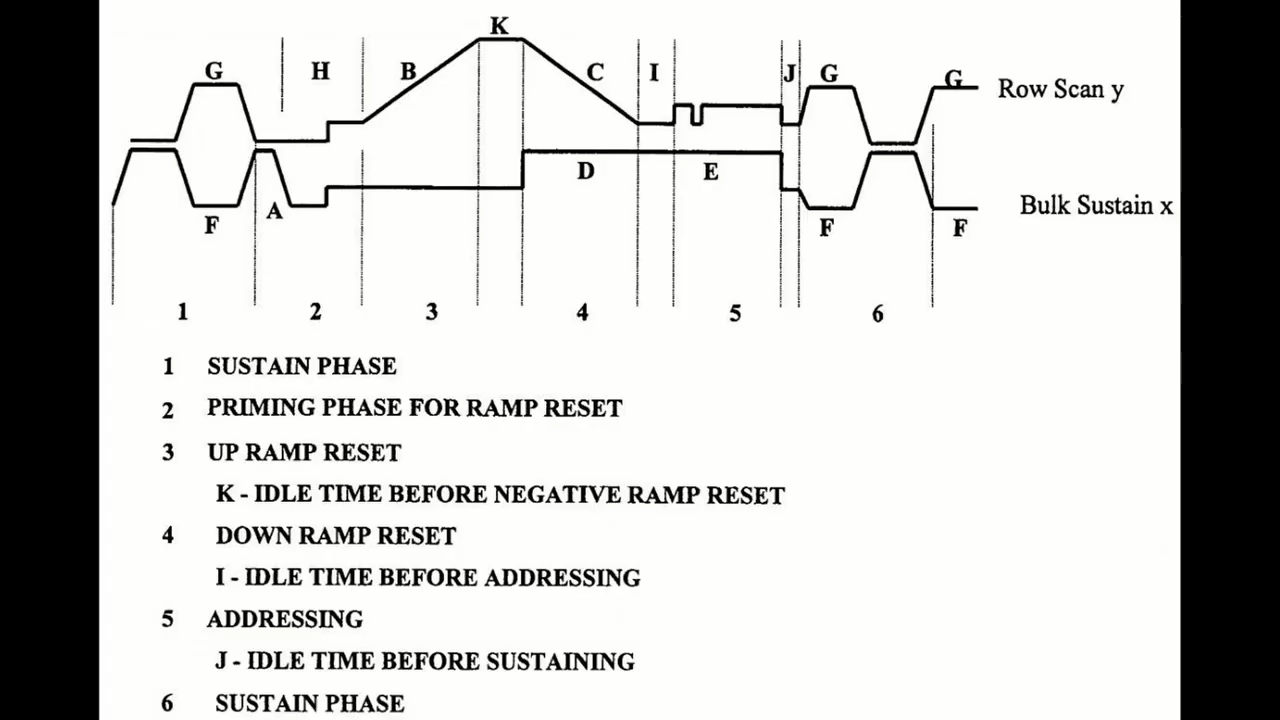 K
G H B C I J G G Row Scan y
D E
F A F F Bulk Sustain x
1 2 3 4 5 6
1 SUSTAIN PHASE
2 PRIMING PHASE FOR RAMP RESET
3 UP RAMP RESET
K - IDLE TIME BEFORE NEGATIVE RAMP RESET
4 DOWN RAMP RESET
I - IDLE TIME BEFORE ADDRESSING
5 ADDRESSING
J - IDLE TIME BEFORE SUSTAINING
6 SUSTAIN PHASE